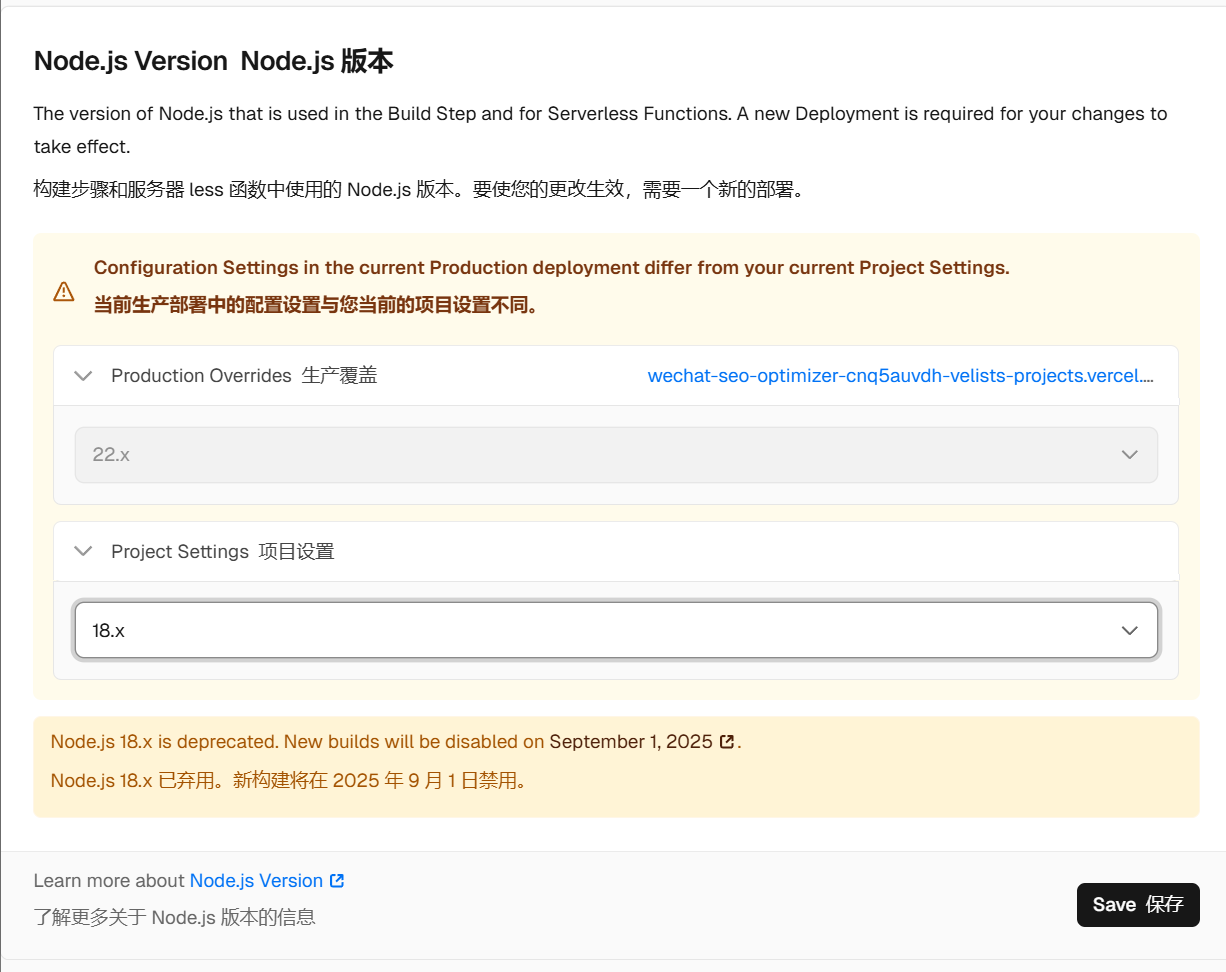 Node.js Version Node.js 版本
The version of Node.js that is used in the Build Step and for Serverless Functions. A new Deployment is required for your changes to
take effect.
构建步骤和服务器 less 函数中使用的 Node.js 版本。要使您的更改生效，需要一个新的部署。
Configuration Settings in the current Production deployment differ from your current Project Settings.
当前生产部署中的配置设置与您当前的项目设置不同。
Production Overrides 生产覆盖 wechat-seo-optimizer-cnq5auvdh-velists-projects.vercel....
22.x
Project Settings 项目设置
18.x
Node.js 18.x is deprecated. New builds will be disabled on September 1, 2025.
Node.js 18.x 已弃用。新构建将在 2025 年 9 月 1 日禁用。
Learn more about Node.js Version
了解更多关于 Node.js 版本的信息
Save 保存